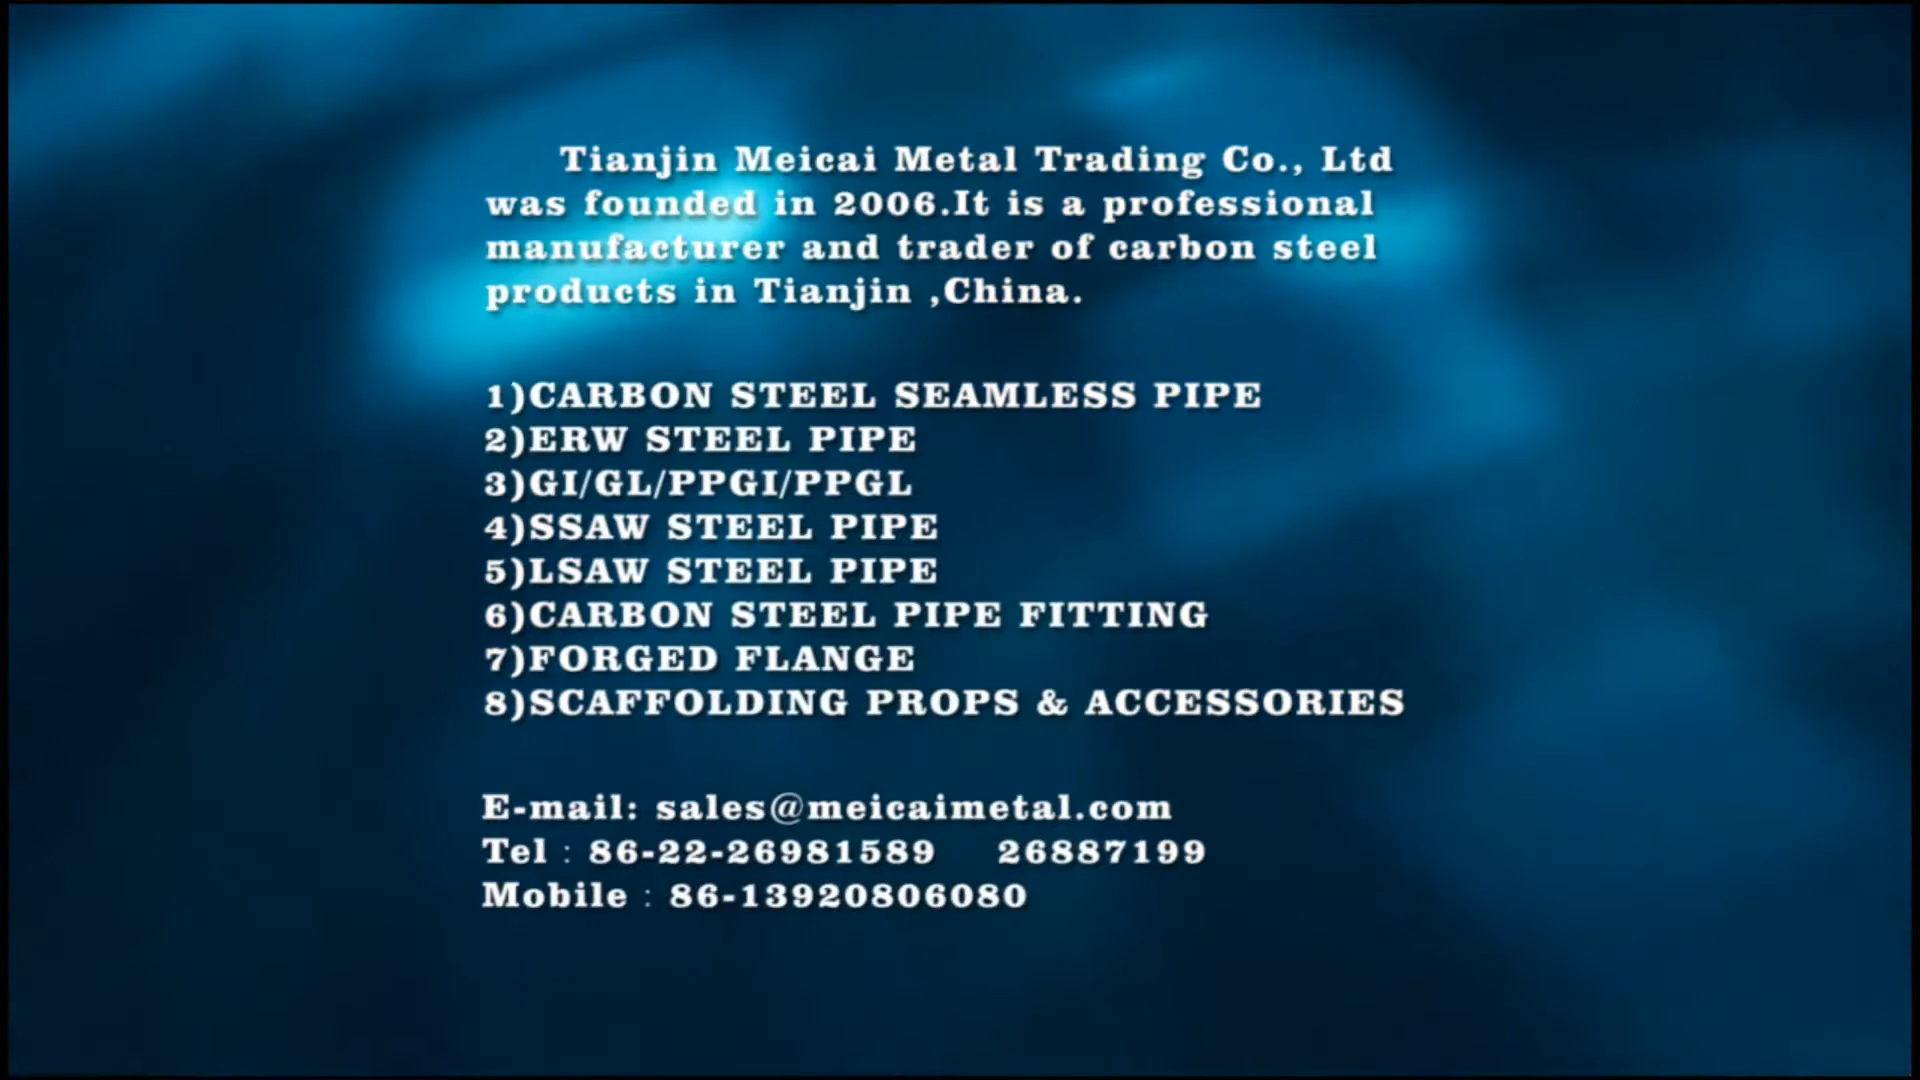 Tianjin Meicai Metal Trading Co., Ltd
was founded in 2006.It is a professional
manufacturer and trader of carbon steel
products in Tianjin ,China.
1)CARBON STEEL SEAMLESS PIPE
2)ERW STEEL PIPE
3)GI/GL/PPGI/PPGL
4)SSAW STEEL PIPE
5)LSAW STEEL PIPE
6)CARBON STEEL PIPE FITTING
7)FORGED FLANGE
8)SCAFFOLDING PROPS & ACCESSORIES
E-mail: sales@meicaimetal.com
Tel : 86-22-26981589 26887199
Mobile : 86-13920806080